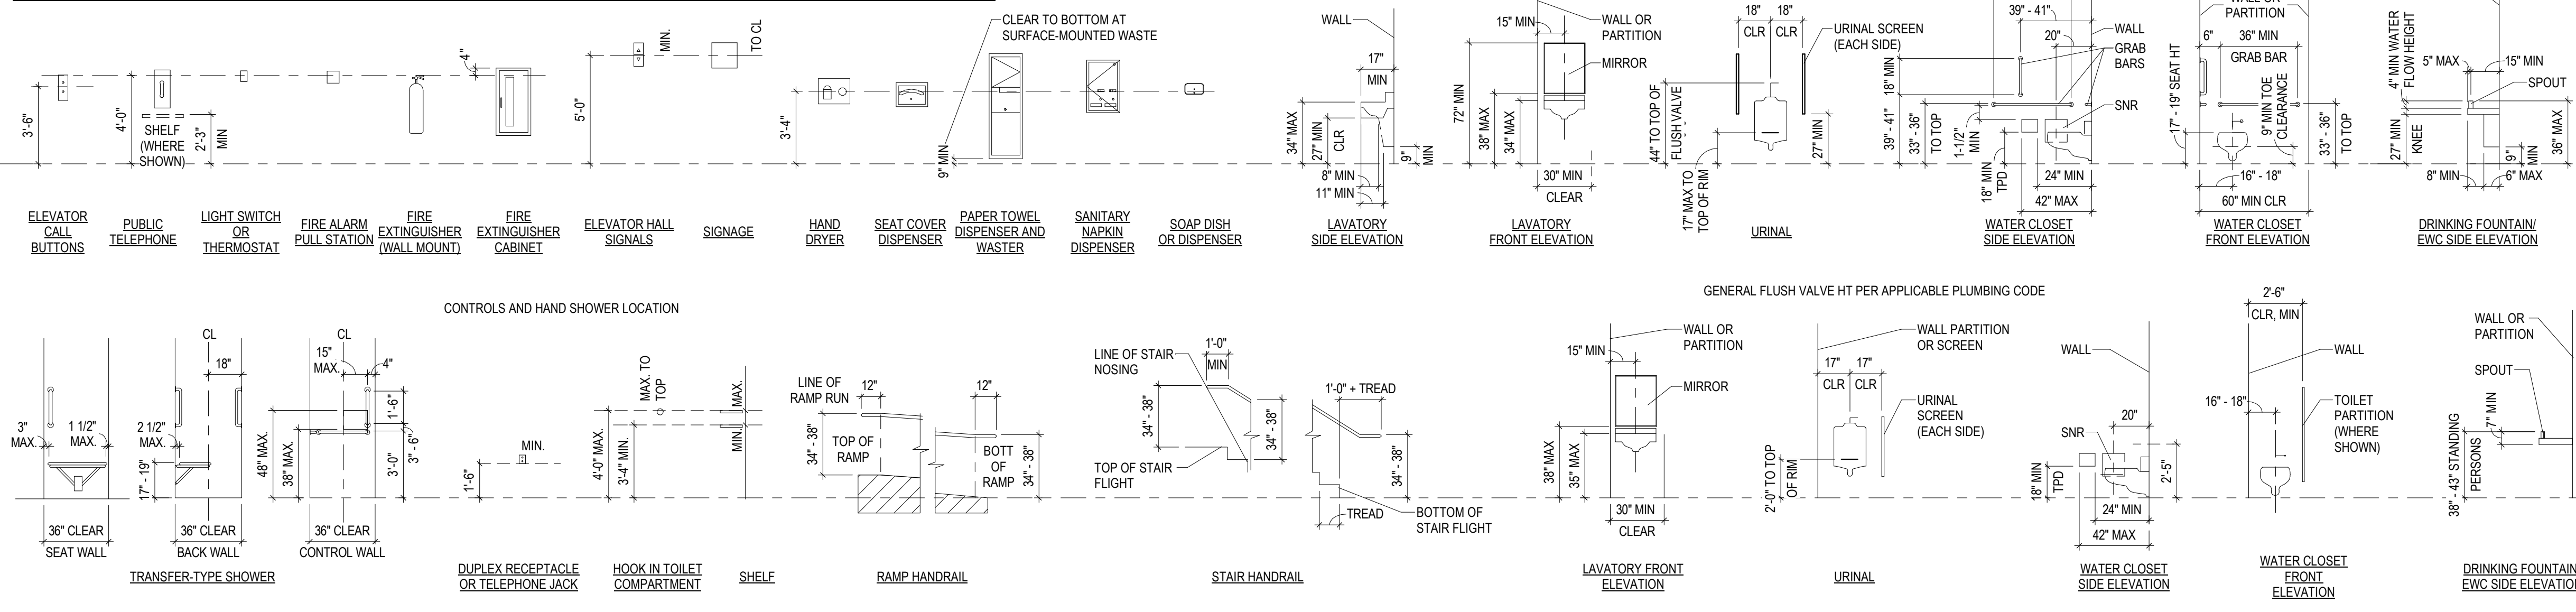 CLEAR TO BOTTOM AT
SURFACE-MOUNTED WASTE
3'-6"
4'-0"
SHELF
(WHERE
SHOWN)
2'-3"
MIN
4"
5'-0"
MIN.
TO CL
3'-4"
9" MIN
WALL
17"
MIN
34" MAX
27" MIN
CLR
8" MIN
11" MIN
9"
MIN
15" MIN
WALL OR
PARTITION
MIRROR
72" MIN
38" MAX
34" MAX
30" MIN
CLEAR
18"
CLR
18"
CLR
URINAL SCREEN
(EACH SIDE)
44" TO TOP OF
FLUSH VALVE
17" MAX TO
TOP OF RIM
27" MIN
39" - 41"
20"
WALL
GRAB
BARS
SNR
18" MIN
39" - 41"
33" - 36"
TO TOP
1-1/2"
MIN
18" MIN
TPD
24" MIN
42" MAX
WALL OR
PARTITION
6"
36" MIN
GRAB BAR
17" - 19" SEAT HT
9" MIN TOE
CLEARANCE
33" - 36"
TO TOP
16" - 18"
60" MIN CLR
4" MIN WATER
FLOW HEIGHT
5" MAX
15" MIN
SPOUT
27" MIN
KNEE
36" MAX
9"
MIN
8" MIN
6" MAX
ELEVATOR
CALL
BUTTONS
PUBLIC
TELEPHONE
LIGHT SWITCH
OR
THERMOSTAT
FIRE ALARM
PULL STATION
FIRE
EXTINGUISHER
(WALL MOUNT)
FIRE
EXTINGUISHER
CABINET
ELEVATOR HALL
SIGNALS
SIGNAGE
HAND
DRYER
SEAT COVER
DISPENSER
PAPER TOWEL
DISPENSER AND
WASTER
SANITARY
NAPKIN
DISPENSER
SOAP DISH
OR DISPENSER
LAVATORY
SIDE ELEVATION
LAVATORY
FRONT ELEVATION
URINAL
WATER CLOSET
SIDE ELEVATION
WATER CLOSET
FRONT ELEVATION
DRINKING FOUNTAIN/
EWC SIDE ELEVATION
CONTROLS AND HAND SHOWER LOCATION
GENERAL FLUSH VALVE HT PER APPLICABLE PLUMBING CODE
3"
MAX.
1 1/2"
MAX.
36" CLEAR
SEAT WALL
CL
18"
2 1/2"
MAX.
17" - 19"
36" CLEAR
BACK WALL
CL
15"
MAX.
4"
48" MAX.
38" MAX.
1'-6"
3'-0"
3" - 6"
36" CLEAR
CONTROL WALL
TRANSFER-TYPE SHOWER
MIN.
1'-6"
DUPLEX RECEPTACLE
OR TELEPHONE JACK
MAX. TO
TOP
4'-0" MAX.
3'-4" MIN.
HOOK IN TOILET
COMPARTMENT
MAX.
MIN.
SHELF
LINE OF
RAMP RUN
12"
12"
34" - 38"
TOP OF
RAMP
BOTT
OF
RAMP
34" - 38"
RAMP HANDRAIL
LINE OF STAIR
NOSING
1'-0"
MIN
34" - 38"
34" - 38"
TOP OF STAIR
FLIGHT
1'-0" + TREAD
34" - 38"
TREAD
BOTTOM OF
STAIR FLIGHT
STAIR HANDRAIL
15" MIN
WALL OR
PARTITION
MIRROR
38" MAX
35" MAX
30" MIN
CLEAR
LAVATORY FRONT
ELEVATION
WALL PARTITION
OR SCREEN
17"
CLR
17"
CLR
URINAL
SCREEN
(EACH SIDE)
2'-0" TO TOP
OF RIM
URINAL
WALL
20"
SNR
18" MIN
TPD
2'-5"
24" MIN
42" MAX
WATER CLOSET
SIDE ELEVATION
2'-6"
CLR, MIN
WALL
16" - 18"
TOILET
PARTITION
(WHERE
SHOWN)
WATER CLOSET
FRONT
ELEVATION
WALL OR
PARTITION
SPOUT
7" MIN
38" - 43" STANDING
PERSONS
DRINKING FOUNTAIN
EWC SIDE ELEVATION